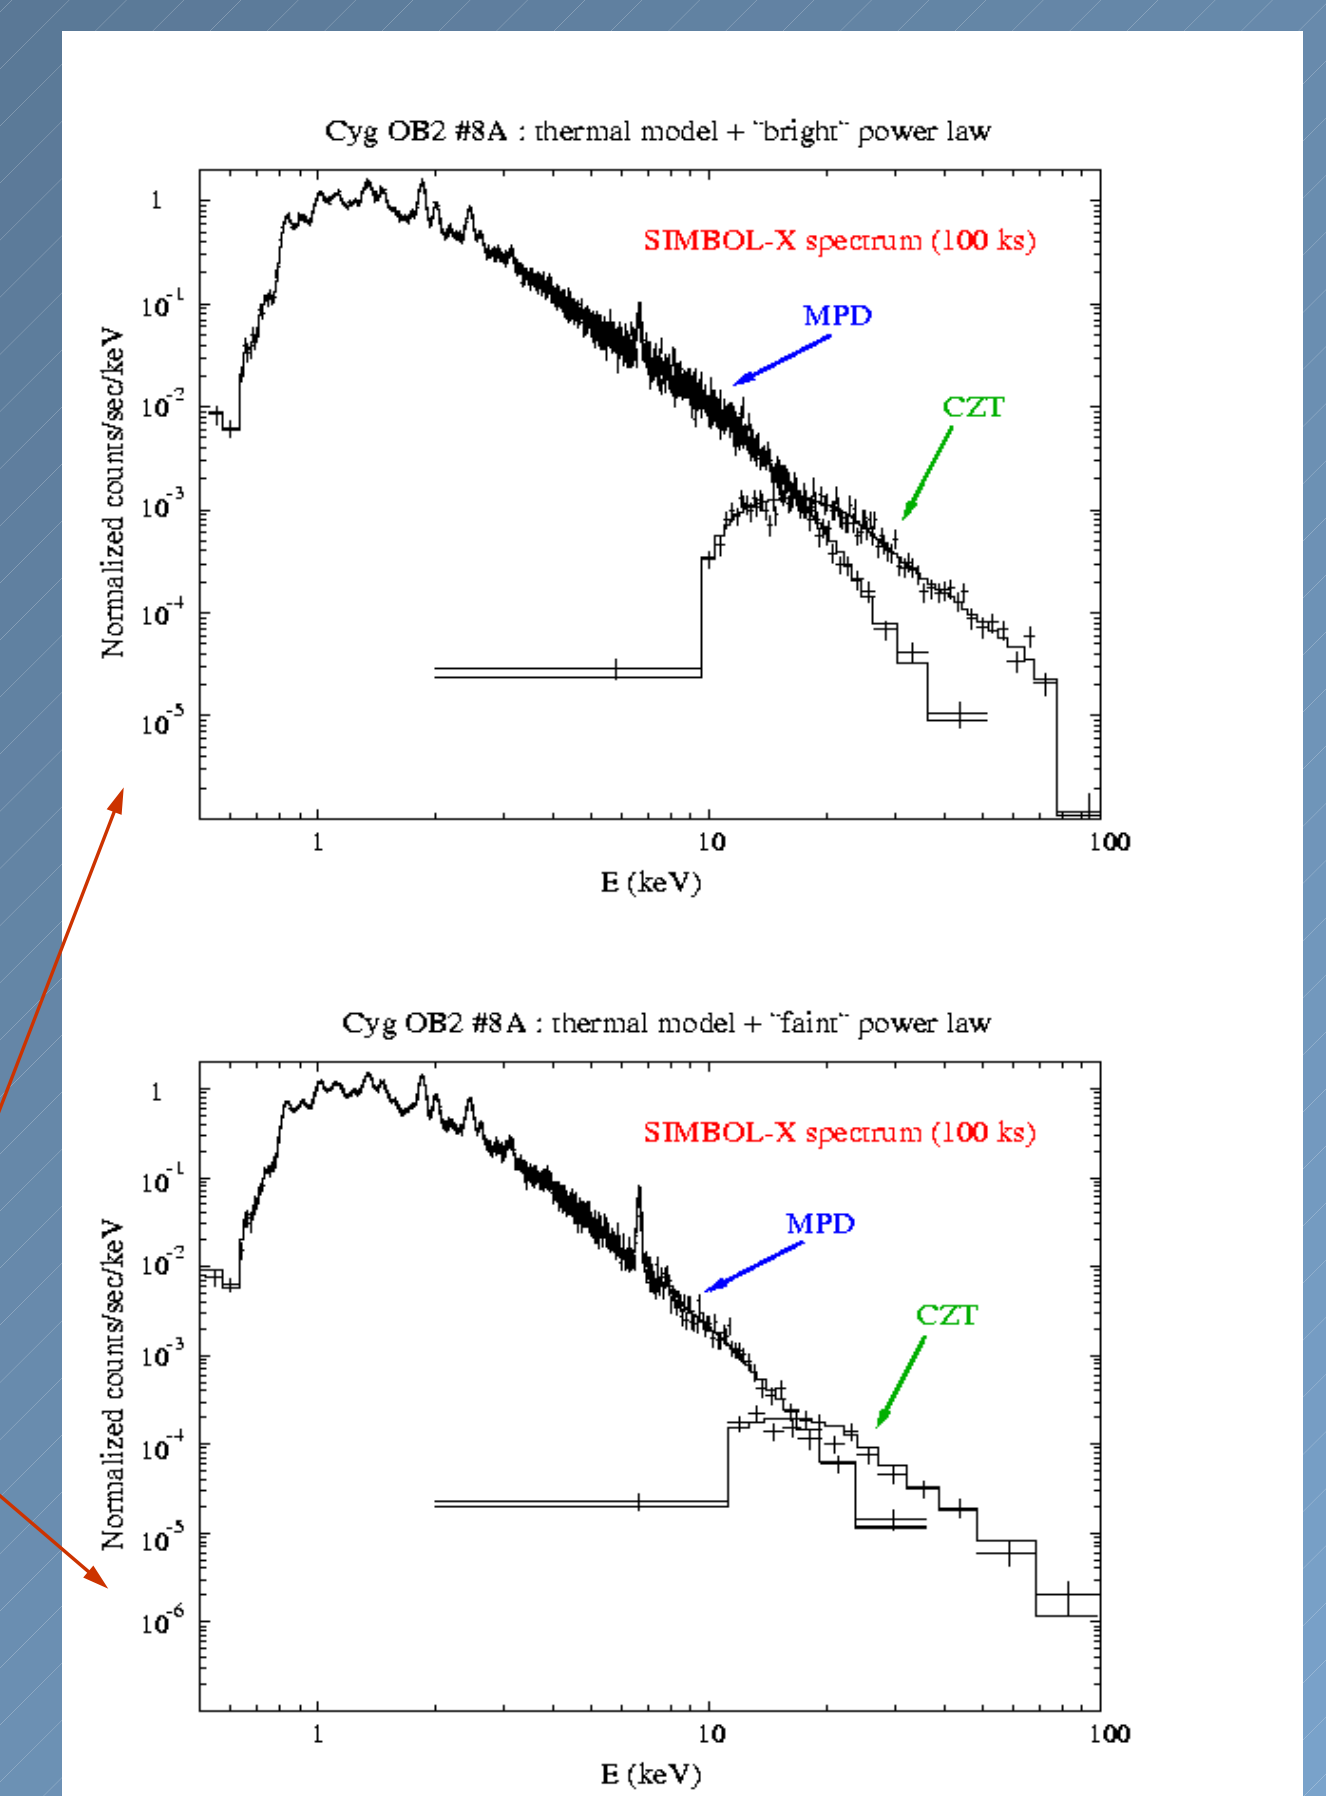 Cyg OB2 #8A : thermal model + "bright" power law
SIMBOL-X spectrum (100 ks)
MPD
CZT
Normalized counts/sec/keV
1
10^-1
10^-2
10^-3
10^-4
10^-5
1 10 100
E (keV)
Cyg OB2 #8A : thermal model + "faint" power law
SIMBOL-X spectrum (100 ks)
MPD
CZT
Normalized counts/sec/keV
1
10^-1
10^-2
10^-3
10^-4
10^-5
10^-6
1 10 100
E (keV)